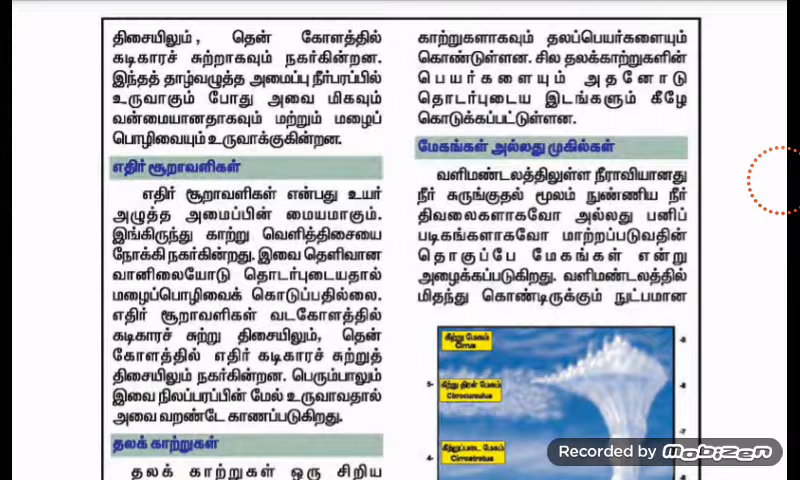 திசையிலும், தென் கோளத்தில்
கடிகாரச் சுற்றாகவும் நகர்கின்றன.
இந்தத் தாழ்வழுத்த அமைப்பு நீர்பரப்பில்
உருவாகும் போது அவை மிகவும்
வன்மையானதாகவும் மற்றும் மழைப்
பொழிவையும் உருவாக்குகின்றன.
எதிர் சூறாவளிகள்
எதிர் சூறாவளிகள் என்பது உயர்
அழுத்த அமைப்பின் மையமாகும்.
இங்கிருந்து காற்று வெளித்திசையை
நோக்கி நகர்கின்றது. இவை தெளிவான
வானிலையோடு தொடர்புடையதால்
மழைப்பொழிவைக் கொடுப்பதில்லை.
எதிர் சூறாவளிகள் வடகோளத்தில்
கடிகாரச் சுற்று திசையிலும், தென்
கோளத்தில் எதிர் கடிகாரச் சுற்றுத்
திசையிலும் நகர்கின்றன. பெரும்பாலும்
இவை நிலப்பரப்பின் மேல் உருவாவதால்
அவை வறண்டே காணப்படுகிறது.
தலக் காற்றுகள்
தலக் காற்றுகள் ஒரு சிறிய
காற்றுகளாகவும் தலப்பெயர்களையும்
கொண்டுள்ளன. சில தலக்காற்றுகளின்
பெயர்களையும் அதனோடு
தொடர்புடைய இடங்களும் கீழே
கொடுக்கப்பட்டுள்ளன.
மேகங்கள் அல்லது முகில்கள்
வளிமண்டலத்திலுள்ள நீராவியானது
நீர் சுருங்குதல் மூலம் நுண்ணிய நீர்
திவலைகளாகவோ அல்லது பனிப்
படிகங்களாகவோ மாற்றப்படுவதின்
தொகுப்பே மேகங்கள் என்று
அழைக்கப்படுகிறது. வளிமண்டலத்தில்
மிதந்து கொண்டிருக்கும் நுட்பமான
கீற்று மேகம்
Cirrus
கீற்று திரள் மேகம்
Cirrocumulus
கீற்றுப்படை மேகம்
Cirrostratus
Recorded by MOBIZEN